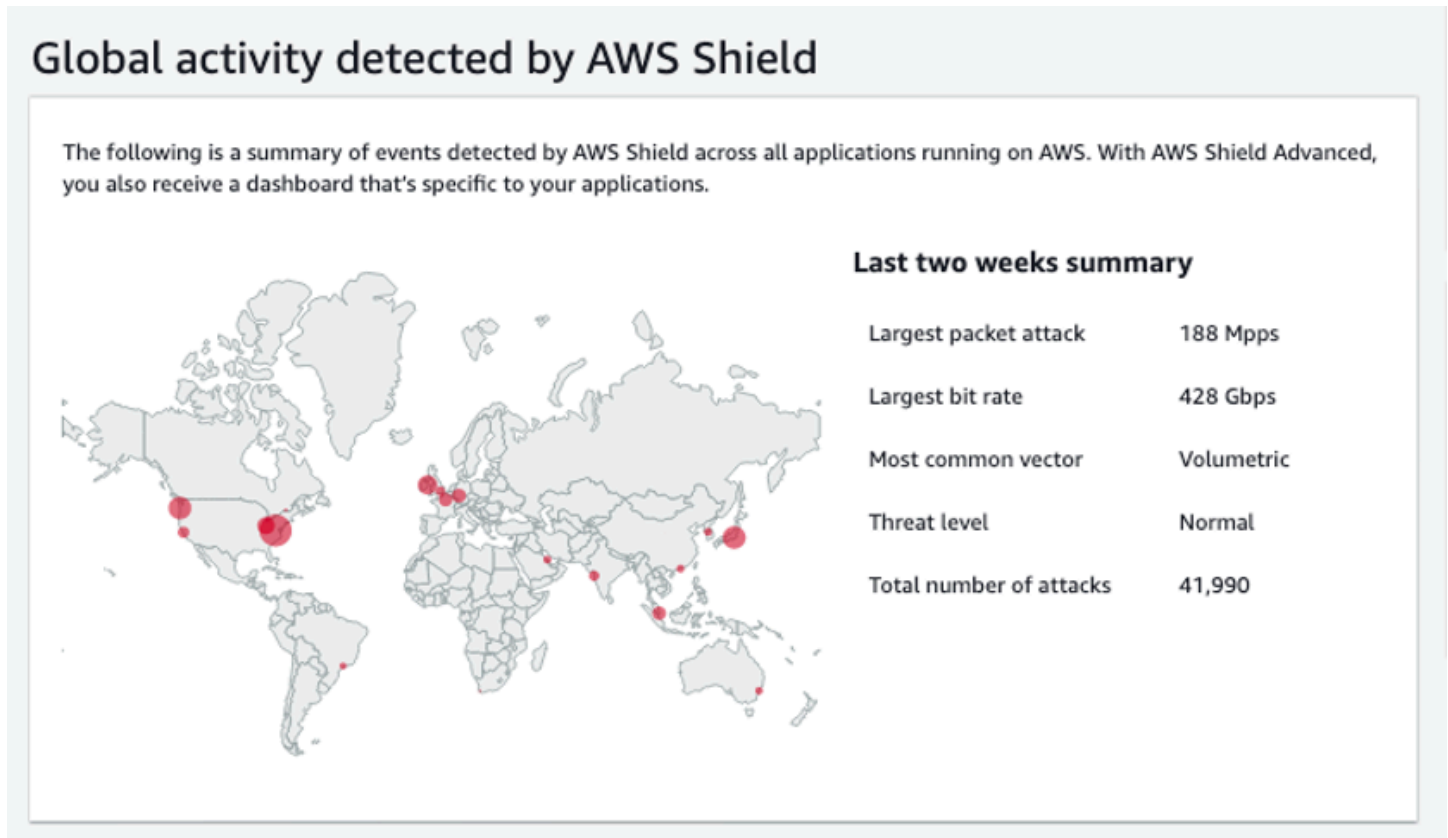 Global activity detected by AWS Shield
The following is a summary of events detected by AWS Shield across all applications running on AWS. With AWS Shield Advanced,
you also receive a dashboard that's specific to your applications.
Last two weeks summary
Largest packet attack 188 Mpps
Largest bit rate 428 Gbps
Most common vector Volumetric
Threat level Normal
Total number of attacks 41,990